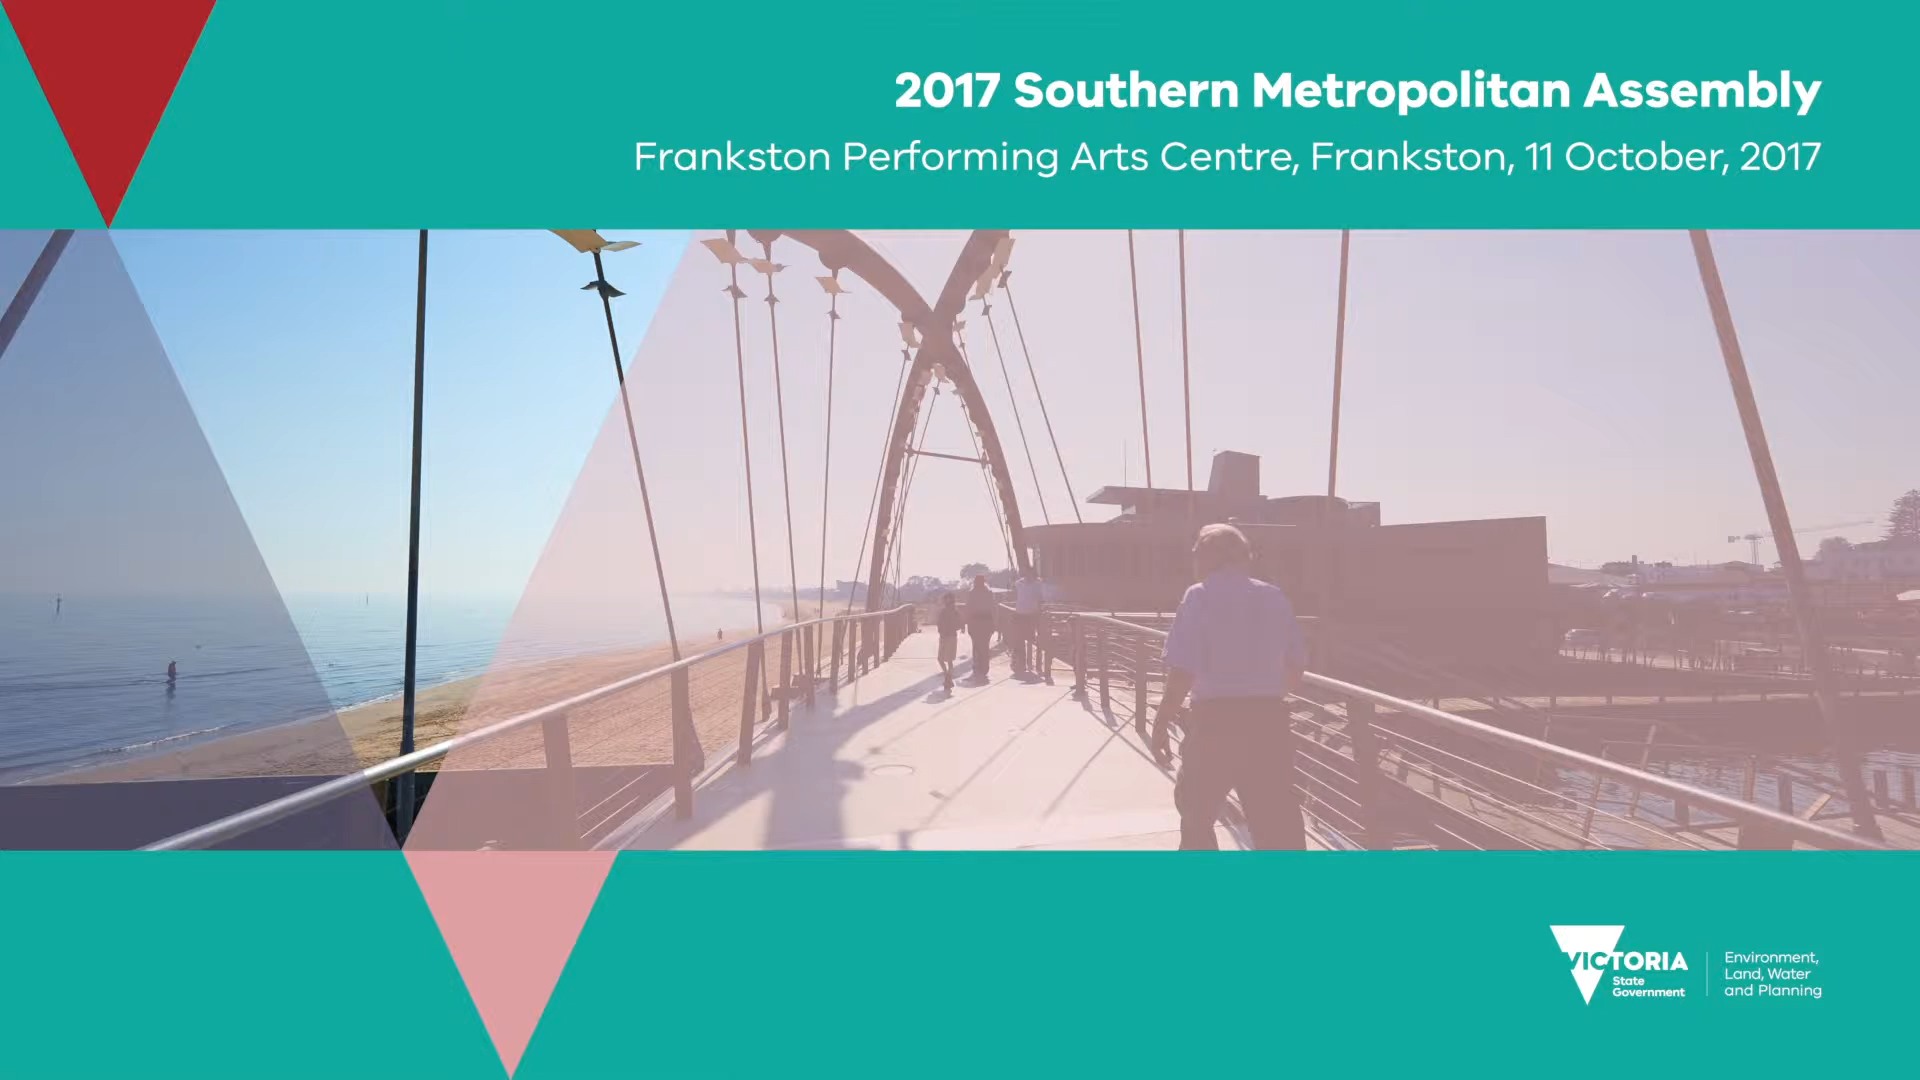 2017 Southern Metropolitan Assembly
Frankston Performing Arts Centre, Frankston, 11 October, 2017
VICTORIA
State
Government
Environment,
Land, Water
and Planning